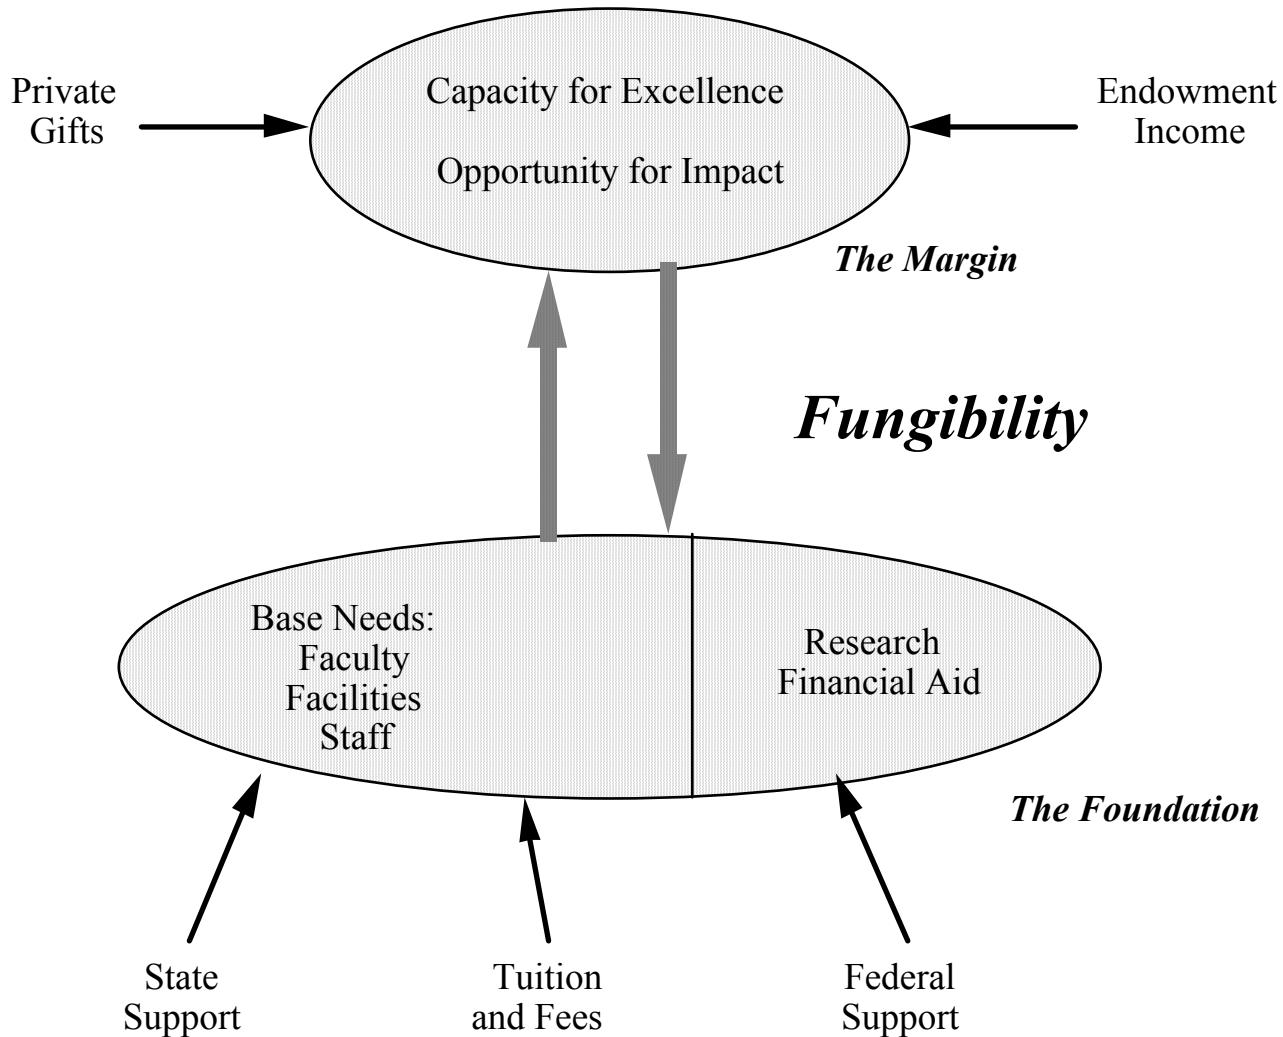 Private
Gifts
Capacity for Excellence
Opportunity for Impact
Endowment
Income
The Margin
Fungibility
Base Needs:
Faculty
Facilities
Staff
Research
Financial Aid
The Foundation
State
Support
Tuition
and Fees
Federal
Support